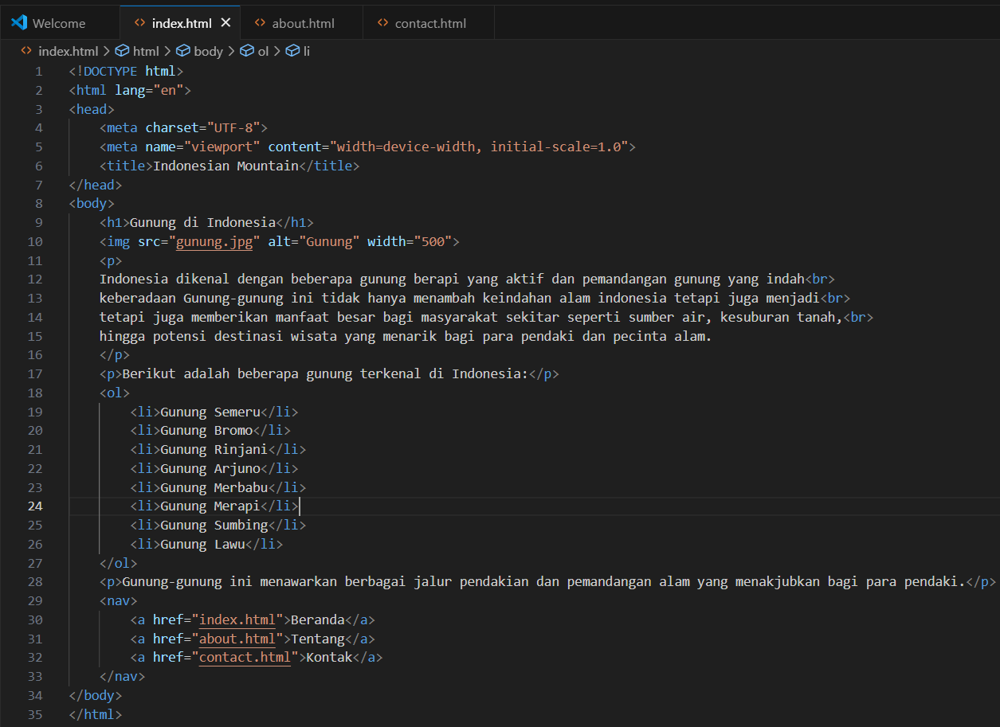 Welcome
index.html
about.html
contact.html
index.html > html > body > ol > li
1 <!DOCTYPE html>
2 <html lang="en">
3 <head>
4 <meta charset="UTF-8">
5 <meta name="viewport" content="width=device-width, initial-scale=1.0">
6 <title>Indonesian Mountain</title>
7 </head>
8 <body>
9 <h1>Gunung di Indonesia</h1>
10 <img src="gunung.jpg" alt="Gunung" width="500">
11 <p>
12 Indonesia dikenal dengan beberapa gunung berapi yang aktif dan pemandangan gunung yang indah<br>
13 keberadaan Gunung-gunung ini tidak hanya menambah keindahan alam indonesia tetapi juga menjadi<br>
14 tetapi juga memberikan manfaat besar bagi masyarakat sekitar seperti sumber air, kesuburan tanah,<br>
15 hingga potensi destinasi wisata yang menarik bagi para pendaki dan pecinta alam.
16 </p>
17 <p>Berikut adalah beberapa gunung terkenal di Indonesia:</p>
18 <ol>
19 <li>Gunung Semeru</li>
20 <li>Gunung Bromo</li>
21 <li>Gunung Rinjani</li>
22 <li>Gunung Arjuno</li>
23 <li>Gunung Merbabu</li>
24 <li>Gunung Merapi</li>
25 <li>Gunung Sumbing</li>
26 <li>Gunung Lawu</li>
27 </ol>
28 <p>Gunung-gunung ini menawarkan berbagai jalur pendakian dan pemandangan alam yang menakjubkan bagi para pendaki.</p>
29 <nav>
30 <a href="index.html">Beranda</a>
31 <a href="about.html">Tentang</a>
32 <a href="contact.html">Kontak</a>
33 </nav>
34 </body>
35 </html>